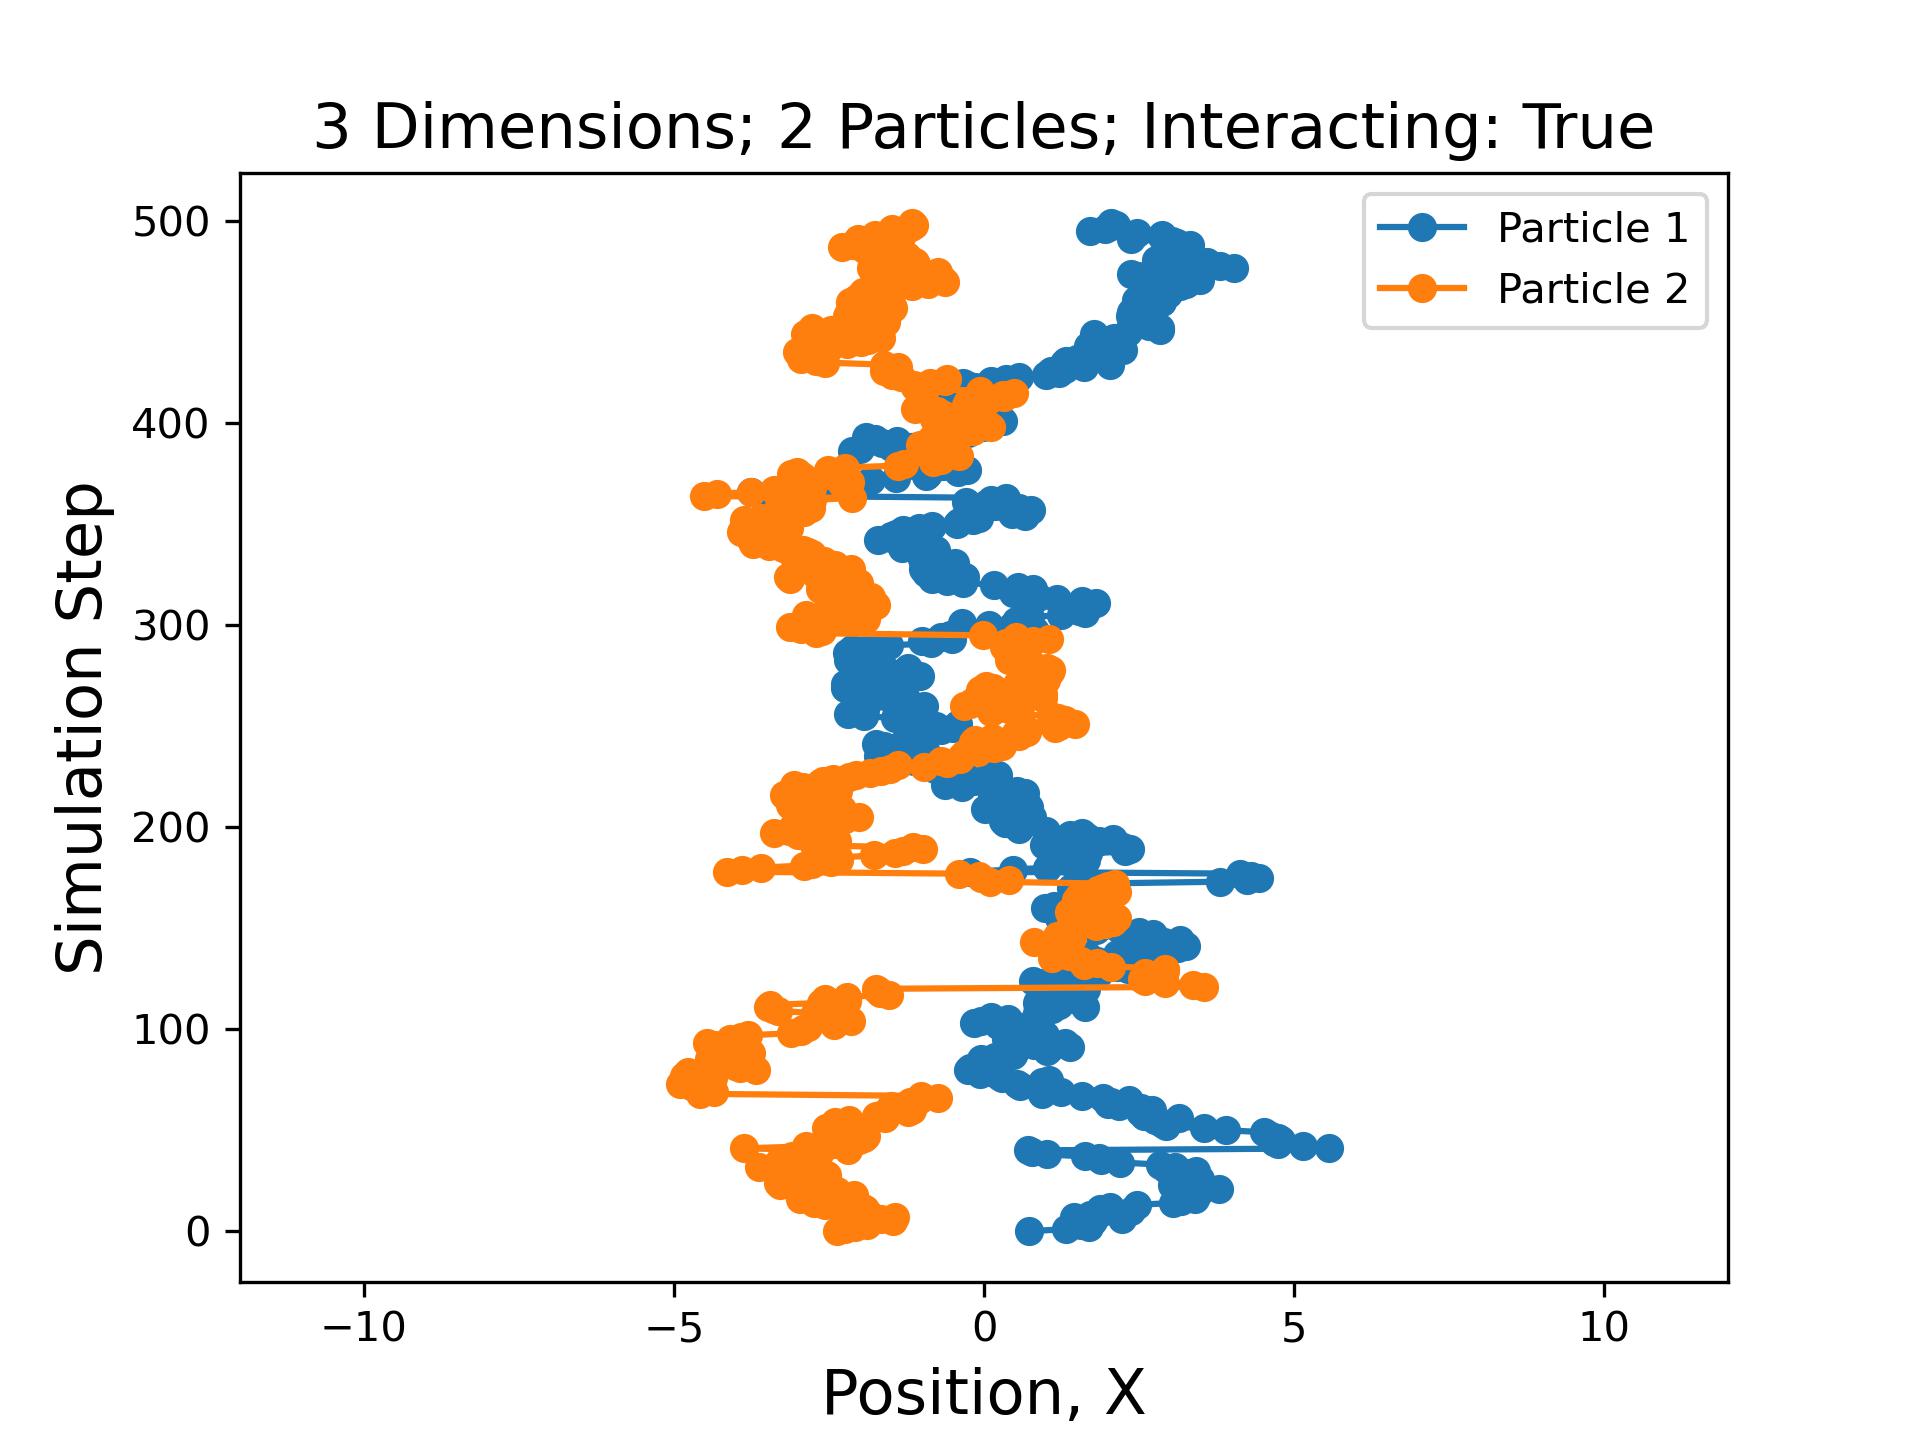 3 Dimensions; 2 Particles; Interacting: True
Particle 1
Particle 2
500
400
300
200
100
0
Simulation Step
−10
−5
0
5
10
Position, X